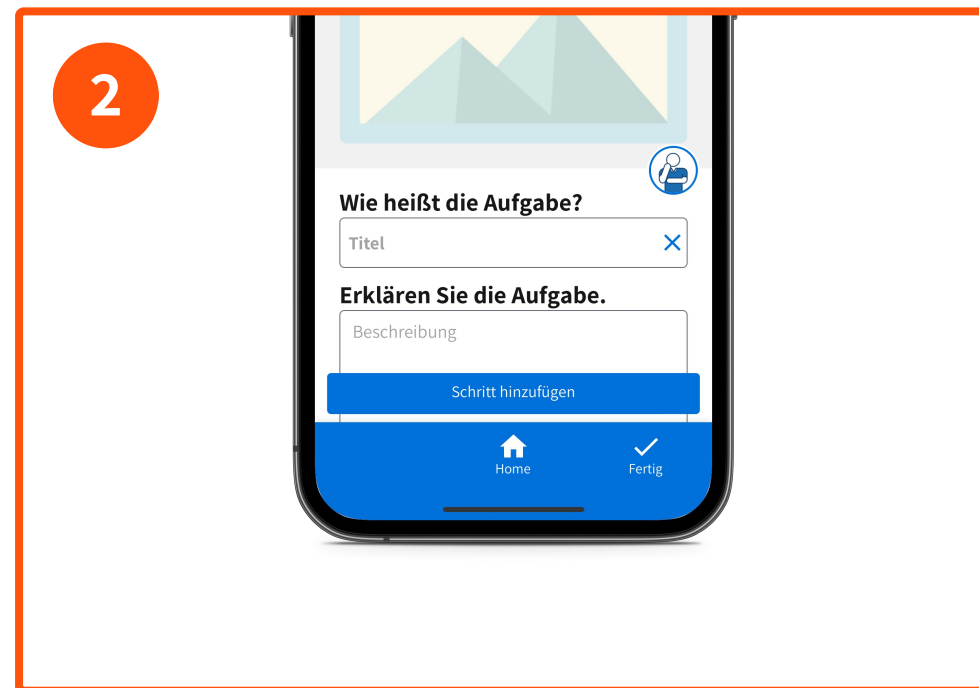 2
Wie heißt die Aufgabe?
Titel
Erklären Sie die Aufgabe.
Beschreibung
Schritt hinzufügen
Home
Fertig